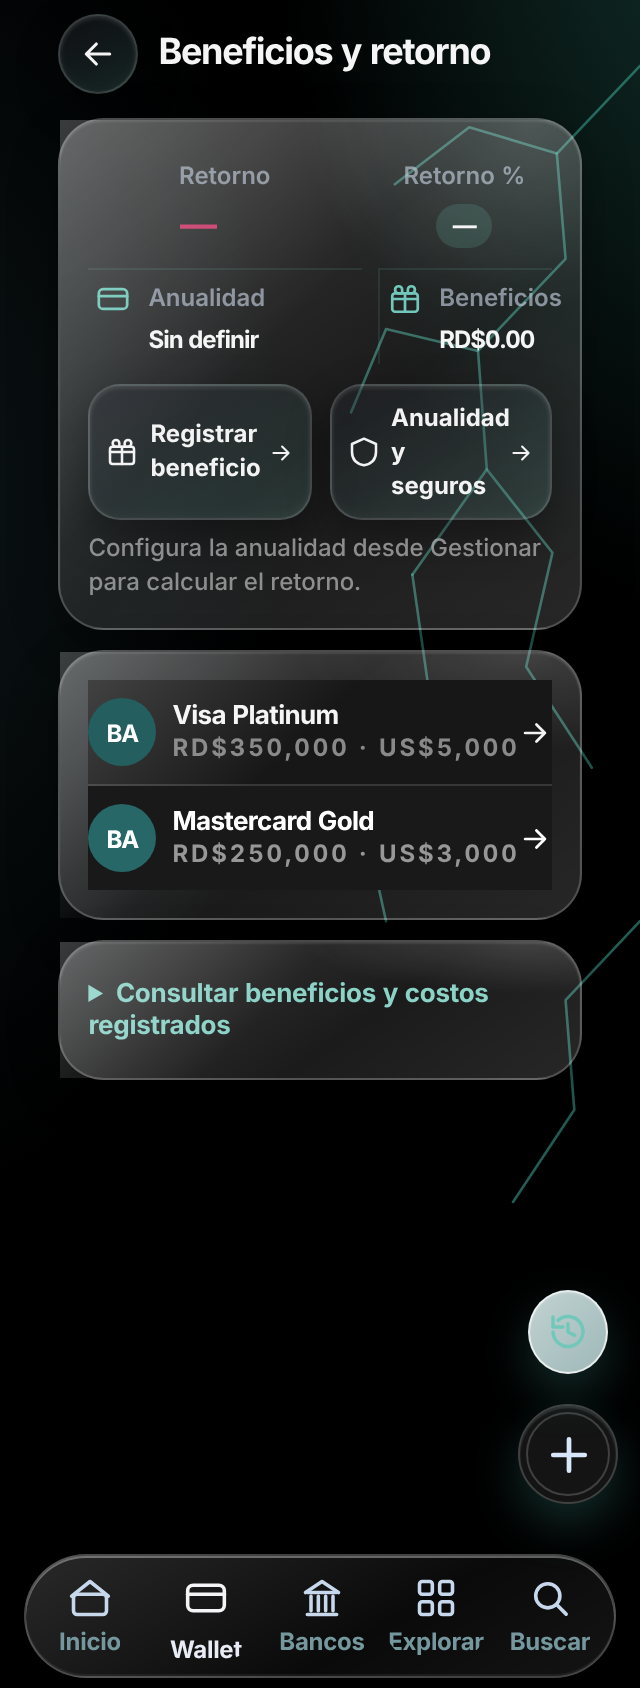 Beneficios y retorno
Retorno
Retorno %
—
—
Anualidad
Beneficios
Sin definir
RD$0.00
Registrar
beneficio
Anualidad
y
seguros
Configura la anualidad desde Gestionar
para calcular el retorno.
BA
Visa Platinum
RD$350,000 · US$5,000
BA
Mastercard Gold
RD$250,000 · US$3,000
Consultar beneficios y costos
registrados
Inicio
Wallet
Bancos
Explorar
Buscar